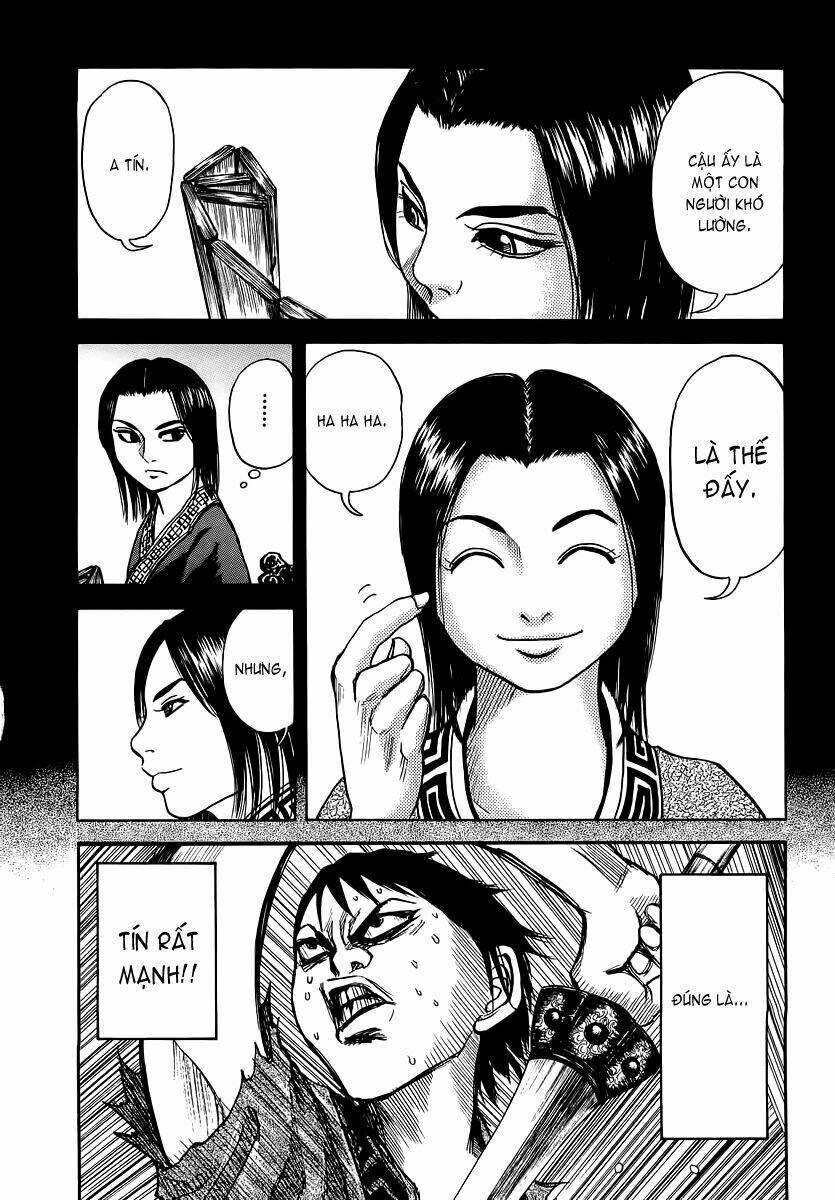 CẬU ẤY LÀ
MỘT CON
NGƯỜI KHÓ
LƯỜNG.
A TÍN.
LÀ THẾ
ĐẤY.
HA HA HA.
........
NHƯNG,
ĐÚNG LÀ...
TÍN RẤT
MẠNH!!